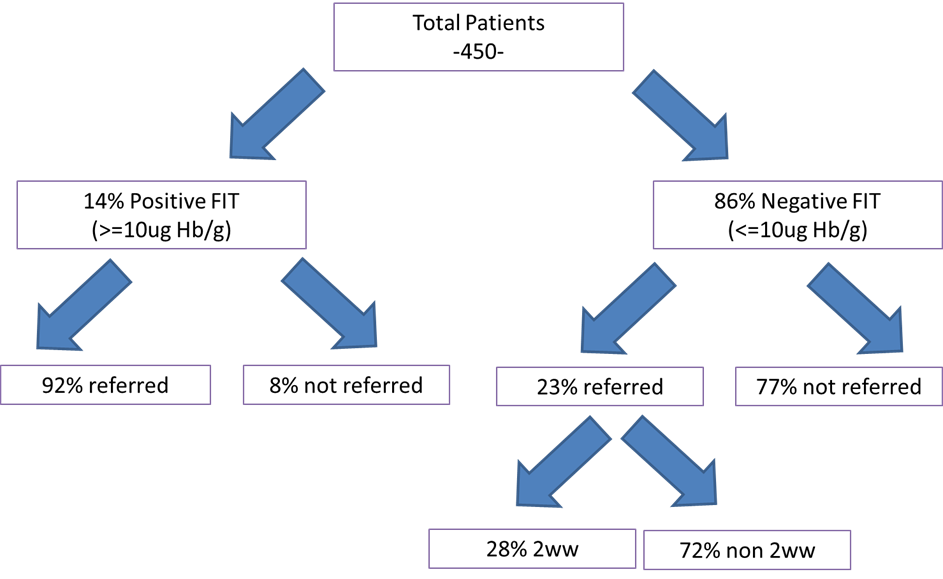 Total Patients
-450-
14% Positive FIT
(>=10ug Hb/g)
86% Negative FIT
(<=10ug Hb/g)
92% referred
8% not referred
23% referred
77% not referred
28% 2ww
72% non 2ww